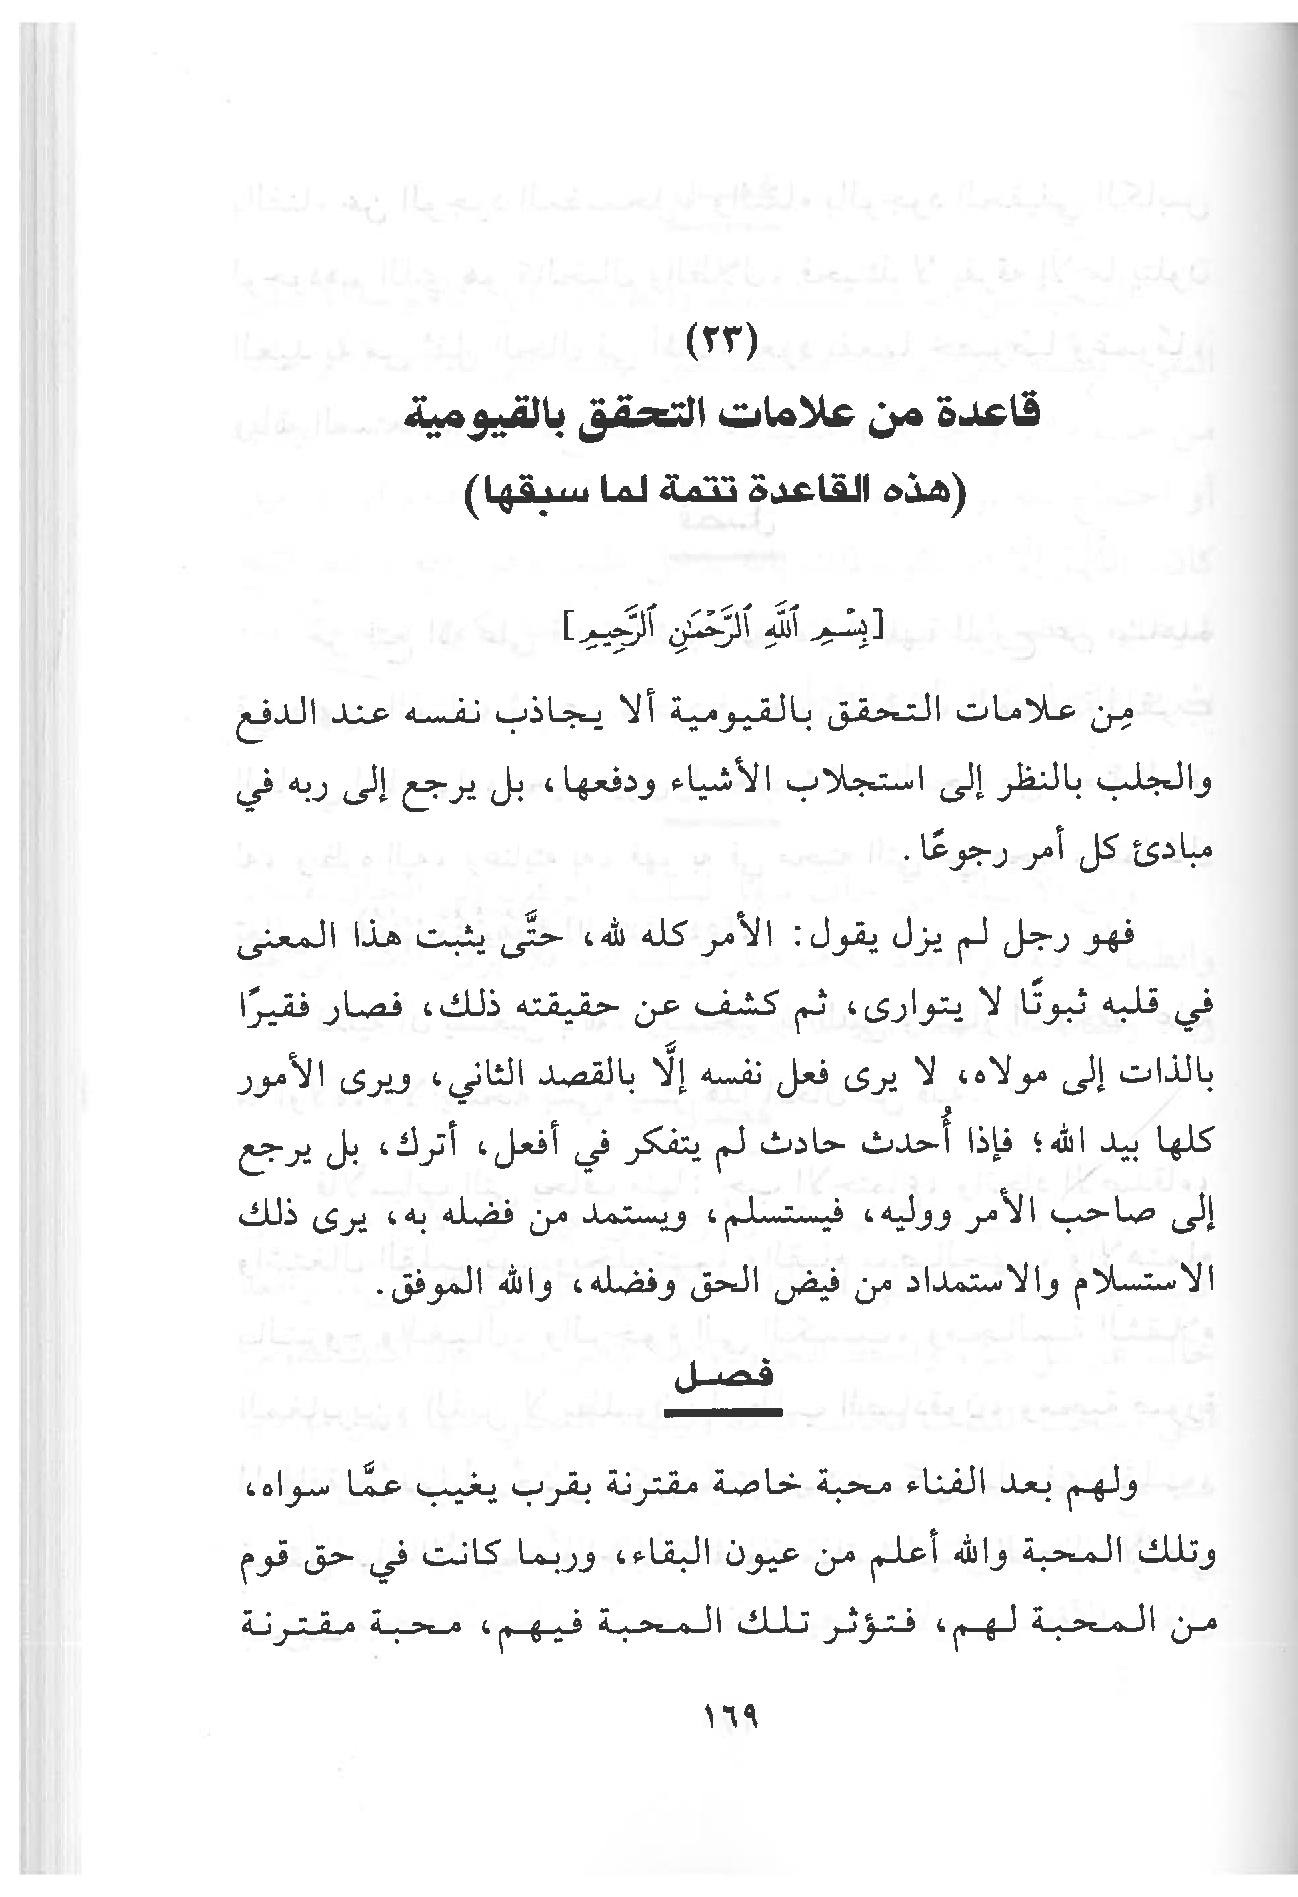 (٢٣)
قاعدة من علامات التحقق بالقيومية
(هذه القاعدة تتمة لما سبقها)
[بِسْمِ ٱللَّهِ ٱلرَّحْمَٰنِ ٱلرَّحِيمِ]
مِن علامات التحقق بالقيومية ألا يجاذب نفسه عند الدفع
والجلب بالنظر إلى استجلاب الأشياء ودفعها، بل يرجع إلى ربه في
مبادئ كل أمر رجوعًا.
فهو رجل لم يزل يقول: الأمر كله لله، حتَّى يثبت هذا المعنى
في قلبه ثبوتًا لا يتوارى، ثم كشف عن حقيقته ذلك، فصار فقيرًا
بالذات إلى مولاه، لا يرى فعل نفسه إلَّا بالقصد الثاني، ويرى الأمور
كلها بيد الله؛ فإذا أُحدث حادث لم يتفكر في أفعل، أترك، بل يرجع
إلى صاحب الأمر ووليه، فيستسلم، ويستمد من فضله به، يرى ذلك
الاستسلام والاستمداد من فيض الحق وفضله، والله الموفق.
فصل
ولهم بعد الفناء محبة خاصة مقترنة بقرب يغيب عمَّا سواه،
وتلك المحبة والله أعلم من عيون البقاء، وربما كانت في حق قوم
من المحبة لهم، فتؤثر تلك المحبة فيهم، محبة مقترنة
١٦٩